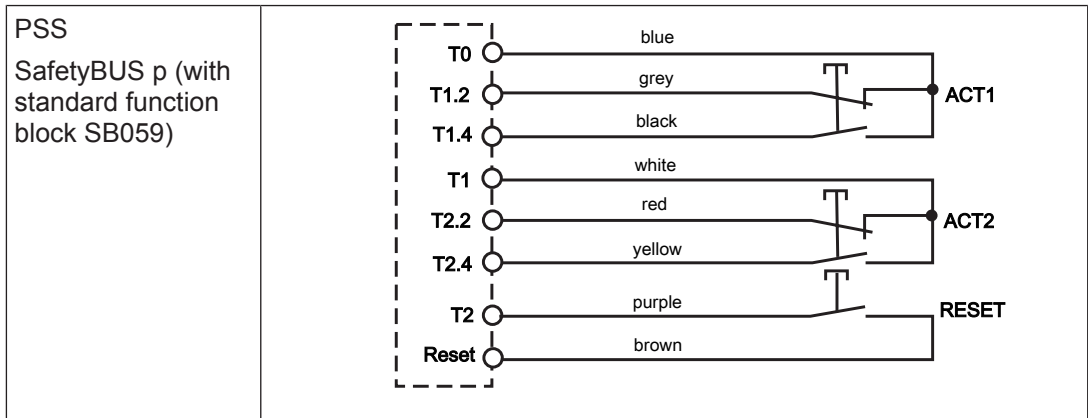 PSS
SafetyBUS p (with
standard function
block SB059)
T0
blue
T1.2
grey
ACT1
T1.4
black
T1
white
T2.2
red
ACT2
T2.4
yellow
T2
purple
RESET
Reset
brown